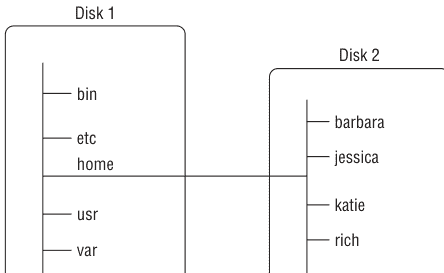 Disk 1
bin
etc
home
usr
var
Disk 2
barbara
jessica
katie
rich